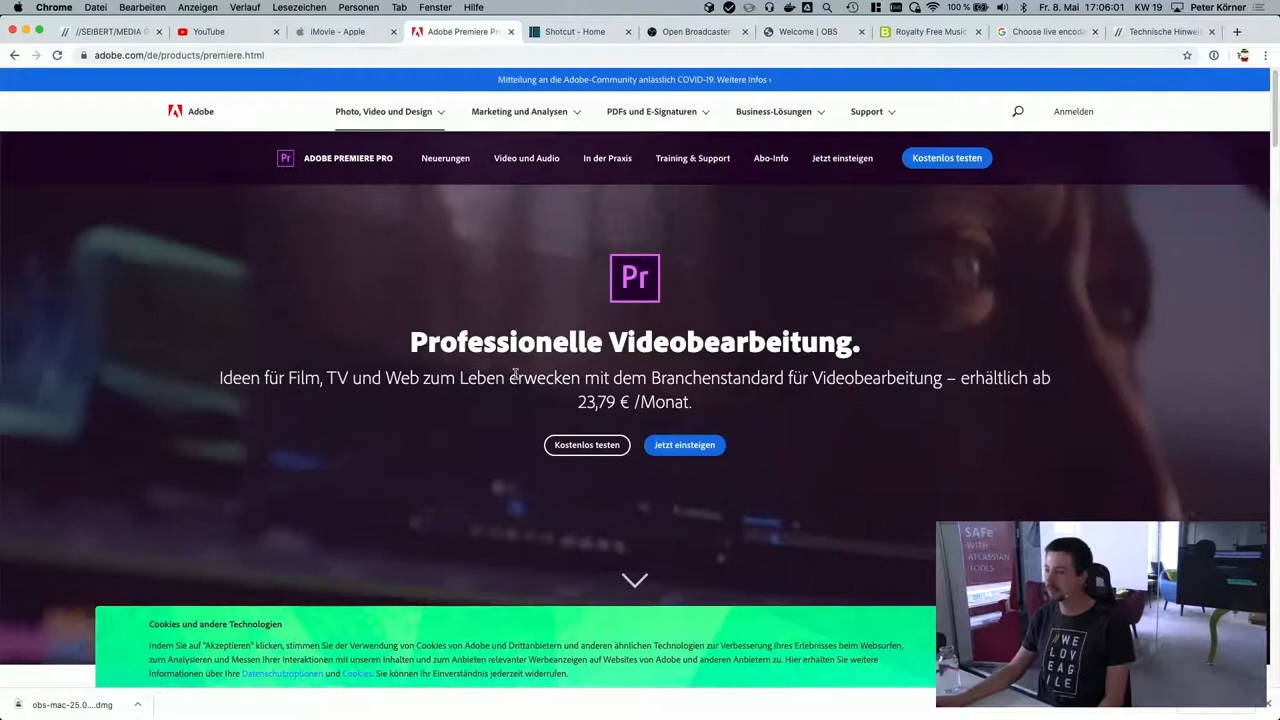 Chrome Datei Bearbeiten Anzeigen Verlauf Lesezeichen Personen Tab Fenster Hilfe 100 % Fr. 8. Mai 17:06:01 KW 19 Peter Körner
//SEIBERT/MEDIA G YouTube iMovie - Apple Adobe Premiere Pro Shotcut - Home Open Broadcaster Welcome | OBS Royalty Free Music Choose live encod Technische Hinwei
adobe.com/de/products/premiere.html
Mitteilung an die Adobe-Community anlässlich COVID-19. Weitere Infos ›
Adobe Photo, Video und Design Marketing und Analysen PDFs und E-Signaturen Business-Lösungen Support Anmelden
Pr ADOBE PREMIERE PRO Neuerungen Video und Audio In der Praxis Training & Support Abo-Info Jetzt einsteigen Kostenlos testen
Pr
Professionelle Videobearbeitung.
Ideen für Film, TV und Web zum Leben erwecken mit dem Branchenstandard für Videobearbeitung – erhältlich ab
23,79 € /Monat.
Kostenlos testen Jetzt einsteigen
SAFe
WITH
ATLASSIAN
TOOLS
//WE
LOVE
AGILE
Cookies und andere Technologien
Indem Sie auf "Akzeptieren" klicken, stimmen Sie der Verwendung von Cookies von Adobe und Drittanbietern und anderen ähnlichen Technologien zur Verbesserung Ihres Erlebnisses beim Websurfen,
zum Analysieren und Messen Ihrer Interaktionen mit unseren Inhalten und zum Anbieten relevanter Werbeanzeigen auf Websites von Adobe und anderen Anbietern zu. Hier erhalten Sie weitere
Informationen über Ihre Datenschutzoptionen und Cookies. Sie können Ihr Einverständnis jederzeit widerrufen.
obs-mac-25.0....dmg